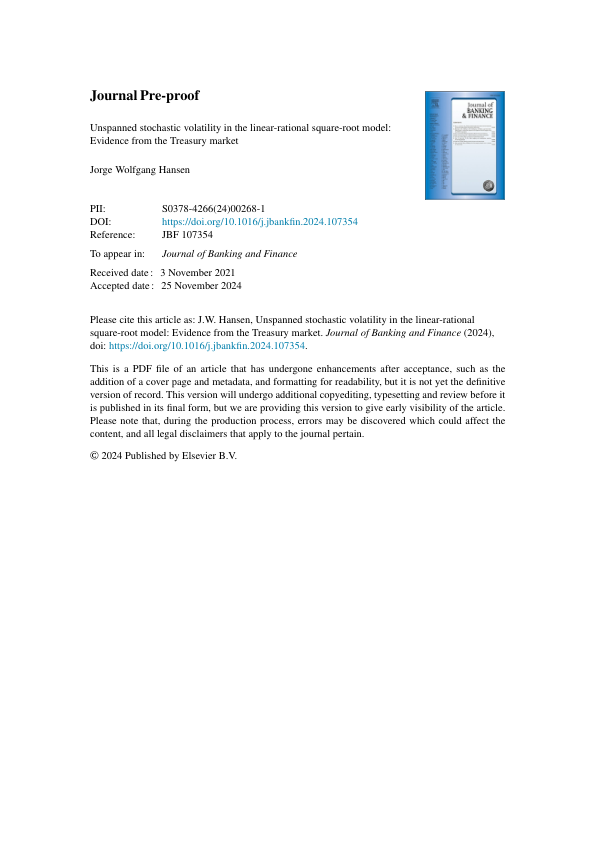 Journal Pre-proof
Journal of
BANKING
& FINANCE
Unspanned stochastic volatility in the linear-rational square-root model:
Evidence from the Treasury market
Jorge Wolfgang Hansen
PII: S0378-4266(24)00268-1
DOI: https://doi.org/10.1016/j.jbankfin.2024.107354
Reference: JBF 107354
To appear in: Journal of Banking and Finance
Received date : 3 November 2021
Accepted date : 25 November 2024
Please cite this article as: J.W. Hansen, Unspanned stochastic volatility in the linear-rational
square-root model: Evidence from the Treasury market. Journal of Banking and Finance (2024),
doi: https://doi.org/10.1016/j.jbankfin.2024.107354.
This is a PDF file of an article that has undergone enhancements after acceptance, such as the
addition of a cover page and metadata, and formatting for readability, but it is not yet the definitive
version of record. This version will undergo additional copyediting, typesetting and review before it
is published in its final form, but we are providing this version to give early visibility of the article.
Please note that, during the production process, errors may be discovered which could affect the
content, and all legal disclaimers that apply to the journal pertain.
© 2024 Published by Elsevier B.V.